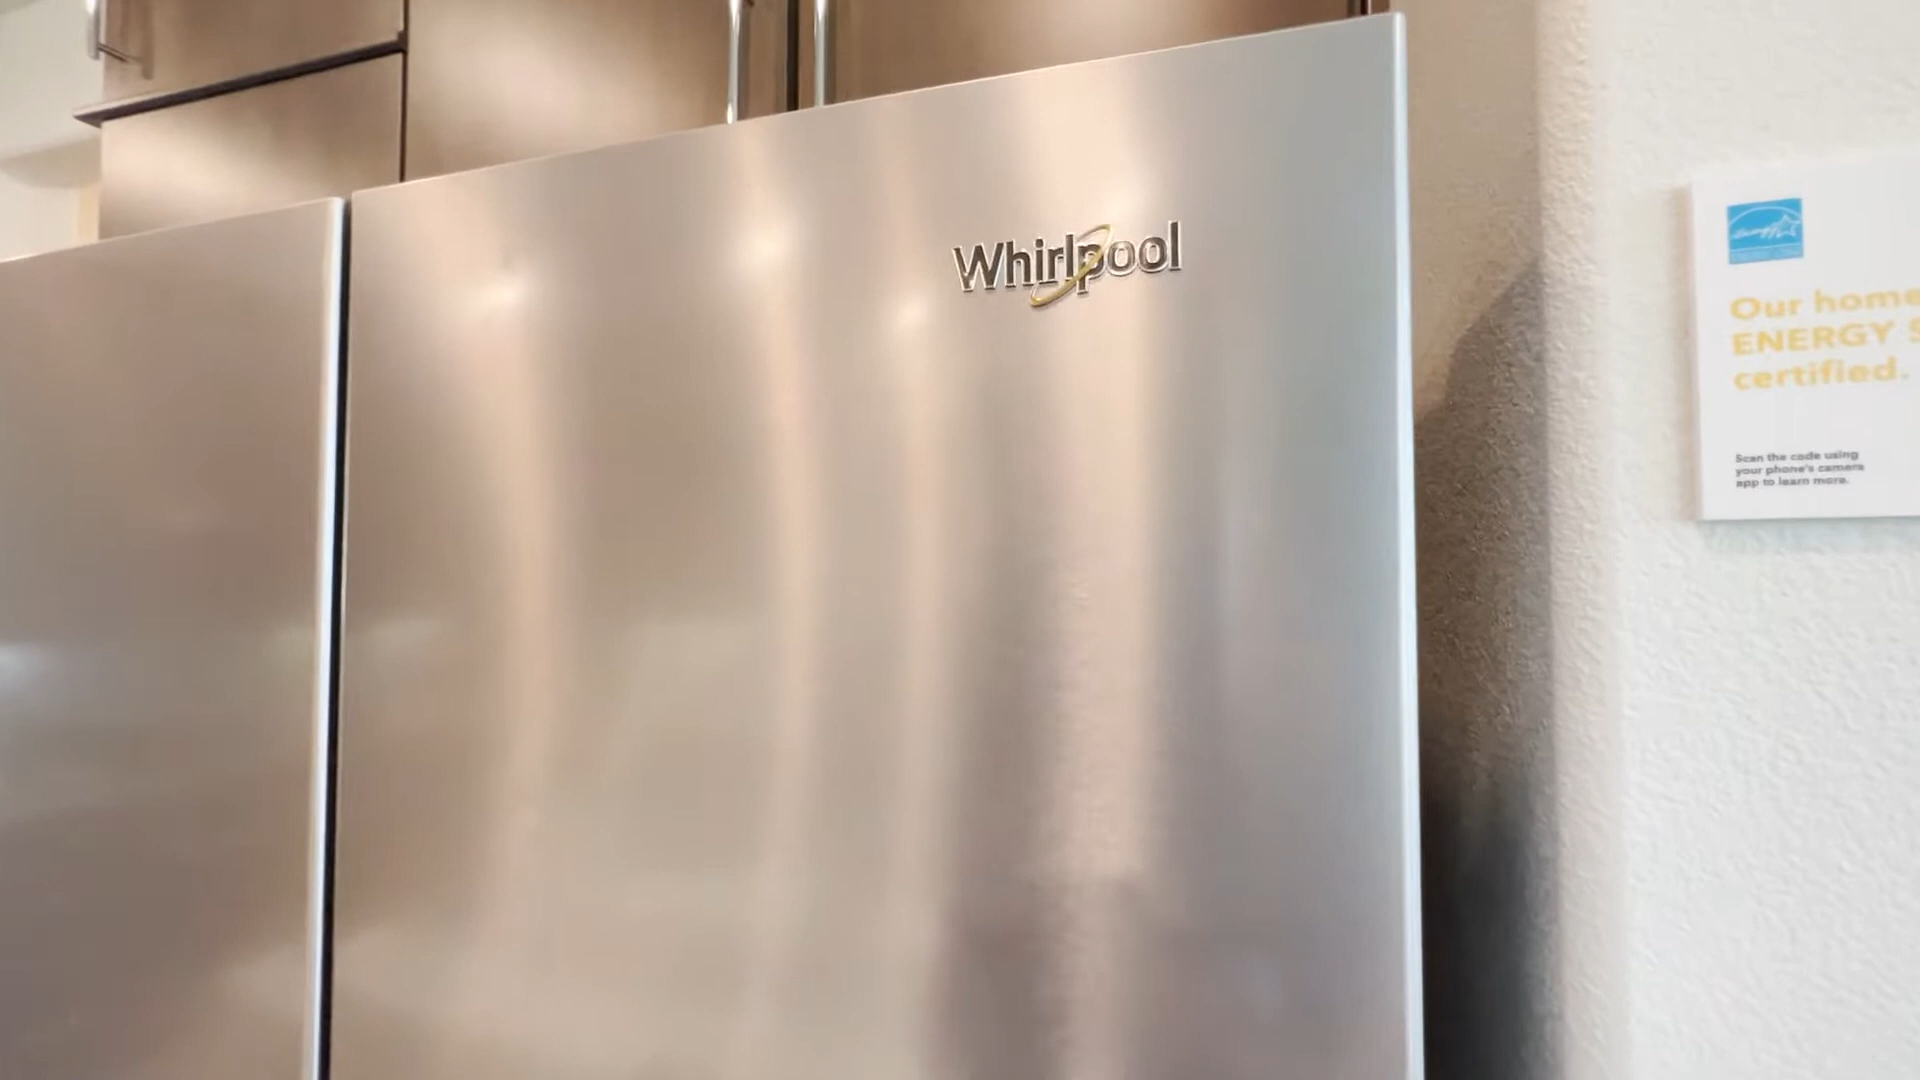 Whirlpool
Our home
ENERGY S
certified.
Scan the code using
your phone's camera
app to learn more.